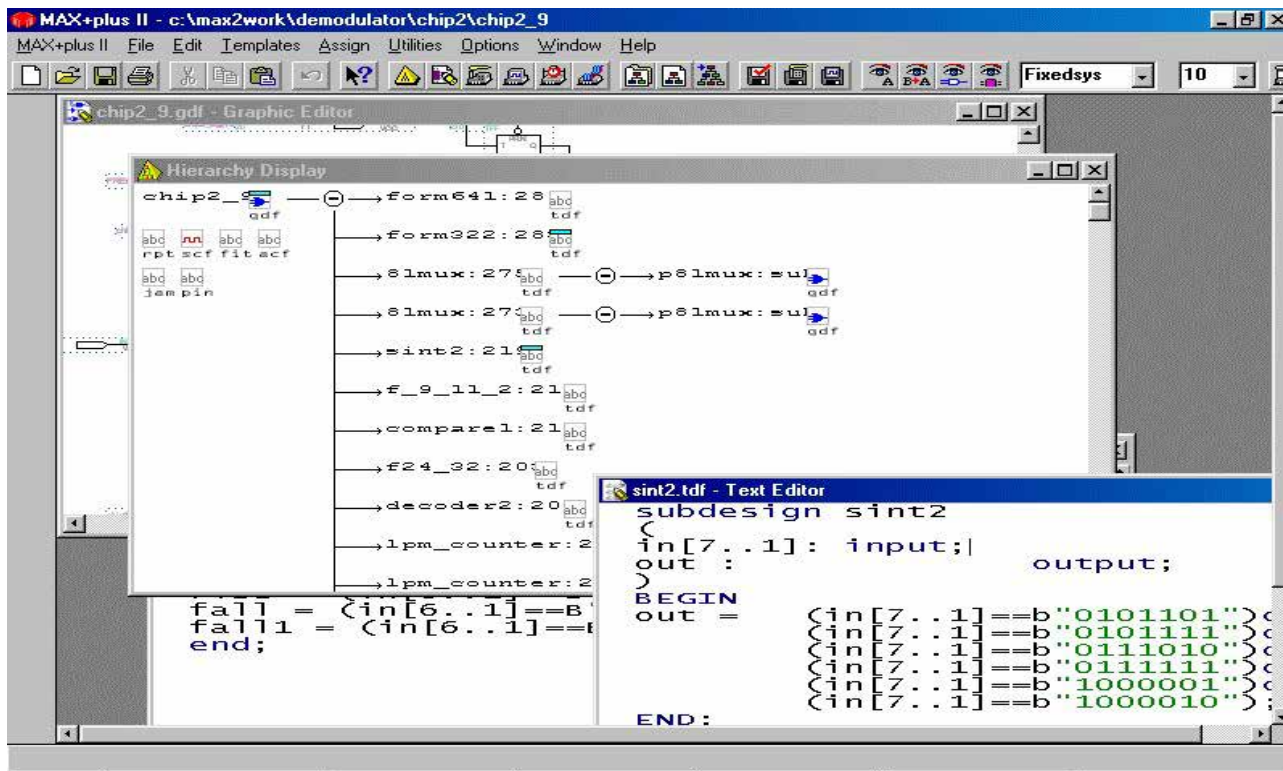 MAX+plus II - c:\max2work\demodulator\chip2\chip2_9
MAX+plus II File Edit Templates Assign Utilities Options Window Help
Fixedsys 10
chip2_9.gdf - Graphic Editor
Hierarchy Display
chip2_9
gdf
rpt scf fit acf
jam pin
form641:28
tdf
form322:28
tdf
81mux:275 p81mux:sul
tdf gdf
81mux:27 p81mux:sul
tdf gdf
sint2:21
tdf
f_9_11_2:21
tdf
compare1:21
tdf
f24_32:20
tdf
decoder2:20
tdf
lpm_counter:2
lpm_counter:2
fall = (in[6..1]==B"
fall1 = (in[6..1]==B
end;
sint2.tdf - Text Editor
subdesign sint2
(
in[7..1]: input;
out : output;
)
BEGIN
out = (in[7..1]==b"0101101")
(in[7..1]==b"0101111")
(in[7..1]==b"0111010")
(in[7..1]==b"0111111")
(in[7..1]==b"1000001")
(in[7..1]==b"1000010");
END;